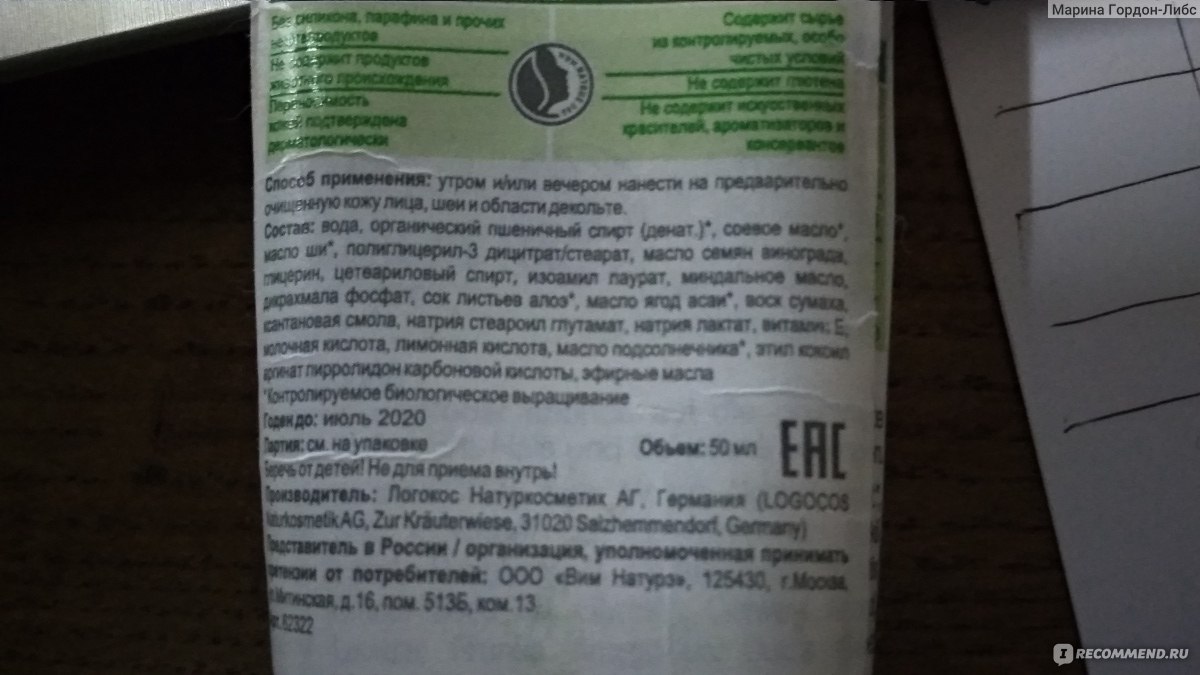 Марина Гордон-Либс
Без силикона, парафина и прочих
нефтепродуктов
Не содержит продуктов
животного происхождения
Переносимость
кожей подтверждена
дерматологически
Содержит сырье
из контролируемых, особо
чистых условий
Не содержит глютена
Не содержит искусственных
красителей, ароматизаторов и
консервантов
Способ применения: утром и/или вечером нанести на предварительно
очищенную кожу лица, шеи и области декольте.
Состав: вода, органический пшеничный спирт (денат.)*, соевое масло*,
масло ши*, полиглицерил-3 дицитрат/стеарат, масло семян винограда,
глицерин, цетеариловый спирт, изоамил лаурат, миндальное масло,
дикрахмала фосфат, сок листьев алоэ*, масло ягод асаи*, воск сумаха,
ксантановая смола, натрия стеароил глутамат, натрия лактат, витамин Е,
молочная кислота, лимонная кислота, масло подсолнечника*, этил кокоил
аргинат пирролидон карбоновой кислоты, эфирные масла
*Контролируемое биологическое выращивание
Годен до: июль 2020
Партия: см. на упаковке
Объем: 50 мл
EAC
Беречь от детей! Не для приема внутрь!
Производитель: Логокос Натуркосметик АГ, Германия (LOGOCOS
Naturkosmetik AG, Zur Kräuterwiese, 31020 Salzhemmendorf, Germany)
Представитель в России / организация, уполномоченная принимать
претензии от потребителей: ООО «Вим Натурэ», 125430, г.Москва,
Митинская, д.16, пом. 513Б, ком.13
Арт. 62322
I RECOMMEND.RU